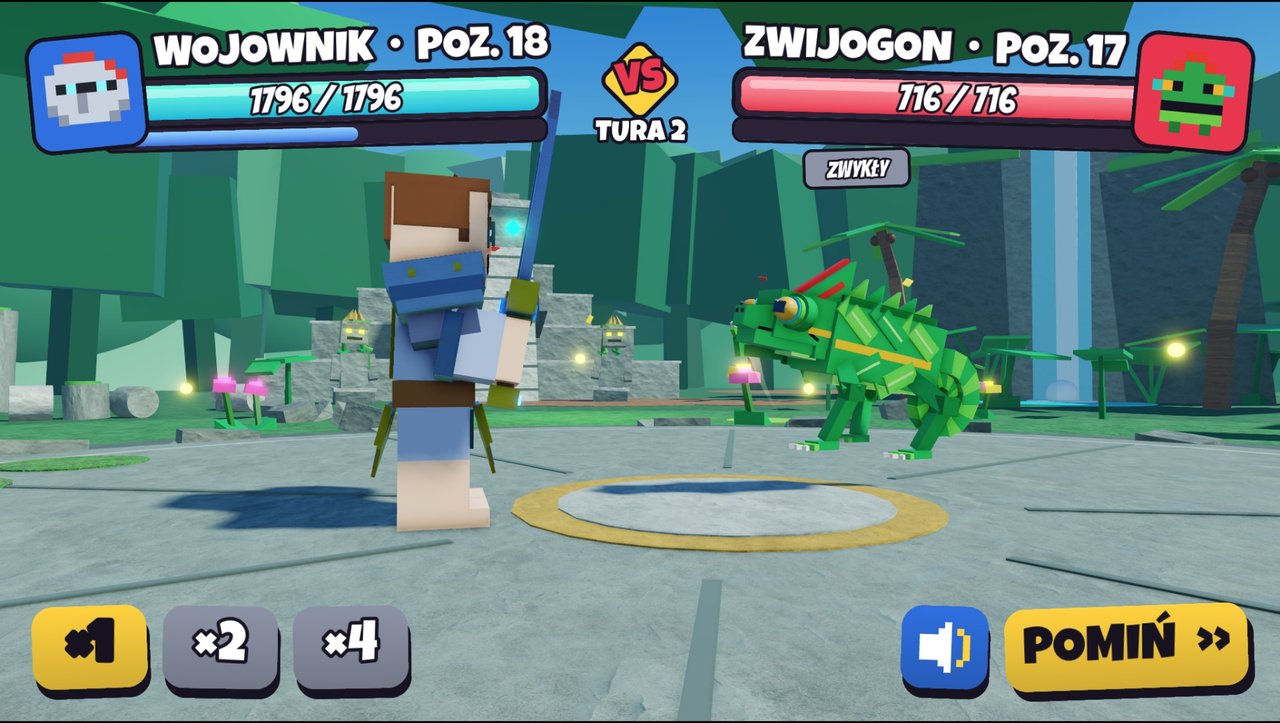 WOJOWNIK • POZ. 18
1796 / 1796
VS
TURA 2
ZWIJOGON • POZ. 17
716 / 716
ZWYKŁY
×1
×2
×4
POMIŃ »